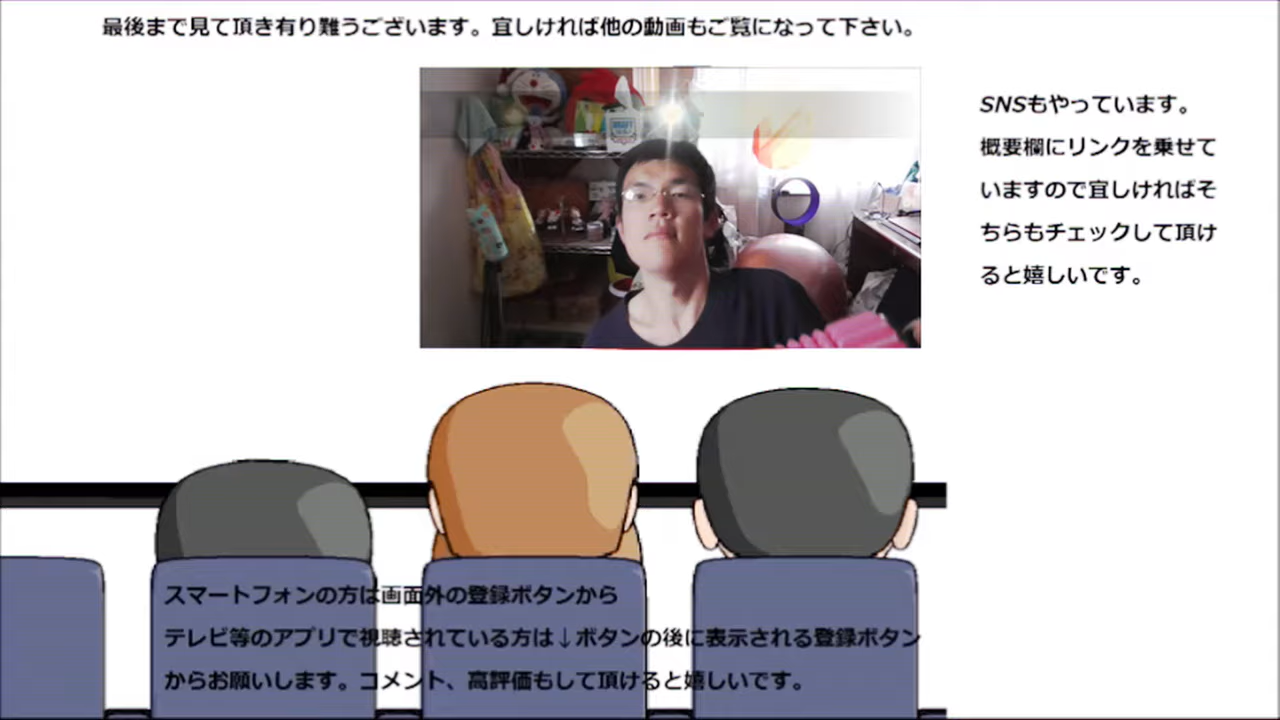 最後まで見て頂き有り難うございます。宜しければ他の動画もご覧になって下さい。
SNSもやっています。
概要欄にリンクを乗せて
いますので宜しければそ
ちらもチェックして頂け
ると嬉しいです。
スマートフォンの方は画面外の登録ボタンから
テレビ等のアプリで視聴されている方は↓ボタンの後に表示される登録ボタン
からお願いします。コメント、高評価もして頂けると嬉しいです。